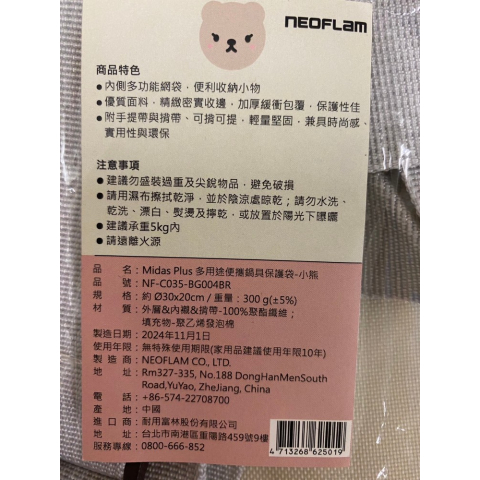 NEOFLAM
商品特色
●內側多功能網袋，便利收納小物
●優質面料，精緻密實收邊，加厚緩衝包覆，保護性佳
●附手提帶與揹帶、可揹可提，輕量堅固，兼具時尚感、
實用性與環保
注意事項
●建議勿盛裝過重及尖銳物品，避免破損
●請用濕布擦拭乾淨，並於陰涼處晾乾；請勿水洗、
乾洗、漂白、熨燙及擰乾，或放置於陽光下曝曬
●建議承重5kg內
●請遠離火源
品名：Midas Plus 多用途便攜鍋具保護袋-小熊
品號：NF-C035-BG004BR
規格：約 Ø30x20cm / 重量：300 g(±5%)
材質：外層&內襯&揹帶-100%聚酯纖維；
填充物-聚乙烯發泡棉
製造日期：2024年11月1日
使用年限：無特殊使用期限(家用品建議使用年限10年)
製造商：NEOFLAM CO., LTD.
地址：Rm327-335, No.188 DongHanMenSouth
Road,YuYao, ZheJiang, China
電話：+86-574-22708700
產地：中國
進口商：耐用富林股份有限公司
地址：台北市南港區重陽路459號9樓
服務專線：0800-666-852
4 713268 625019